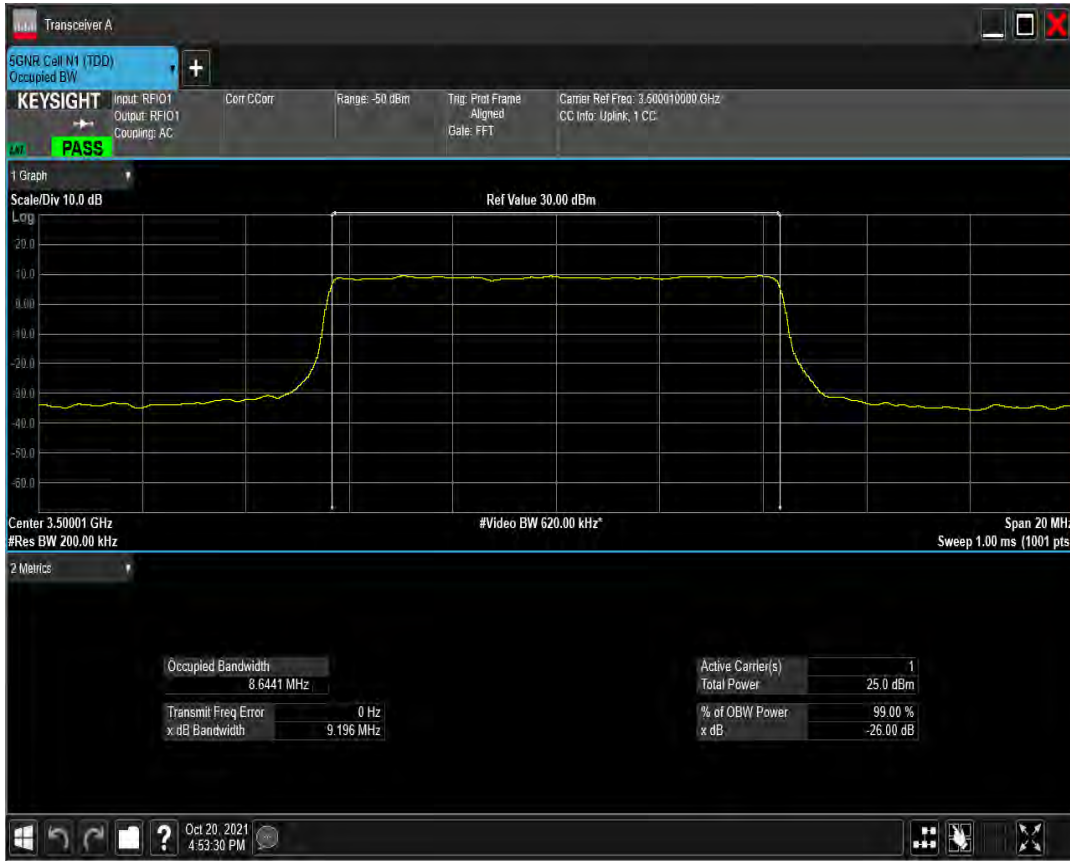 Transceiver A
5GNR Cell N1 (TDD)
Occupied BW
+
KEYSIGHT
Input: RFIO1
Output: RFIO1
Coupling: AC
Corr CCorr
Range: -50 dBm
Trig: Prot Frame
Aligned
Gate: FFT
Carrier Ref Freq: 3.500010000 GHz
CC Info: Uplink, 1 CC
PASS
1 Graph
Scale/Div 10.0 dB
Ref Value 30.00 dBm
Log
20.0
10.0
0.00
-10.0
-20.0
-30.0
-40.0
-50.0
-60.0
Center 3.50001 GHz
#Video BW 620.00 kHz*
Span 20 MHz
#Res BW 200.00 kHz
Sweep 1.00 ms (1001 pts
2 Metrics
Occupied Bandwidth
8.6441 MHz
Transmit Freq Error 0 Hz
x dB Bandwidth 9.196 MHz
Active Carrier(s) 1
Total Power 25.0 dBm
% of OBW Power 99.00 %
x dB -26.00 dB
?
Oct 20, 2021
4:53:30 PM